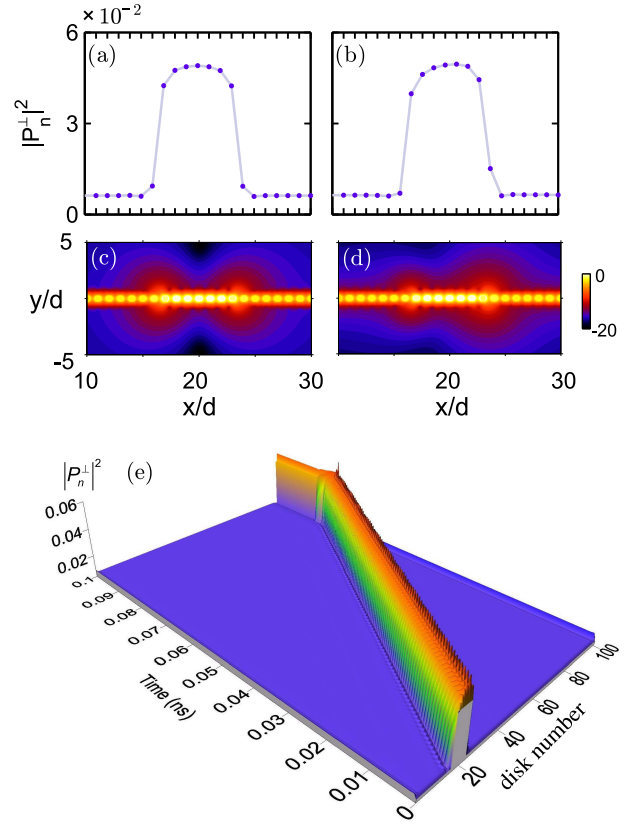 × 10⁻²
6
(a)
(b)
|P⊥n|²
3
0
5
(c)
(d)
y/d
0
-20
-5
10
20
30
20
30
x/d
x/d
|P⊥n|²
(e)
0.06
0.04
0.02
0.1
0.09
0.08
0.07
0.06
0.05
0.04
0.03
0.02
0.01
0
Time (ns)
20
40
60
80
100
disk number